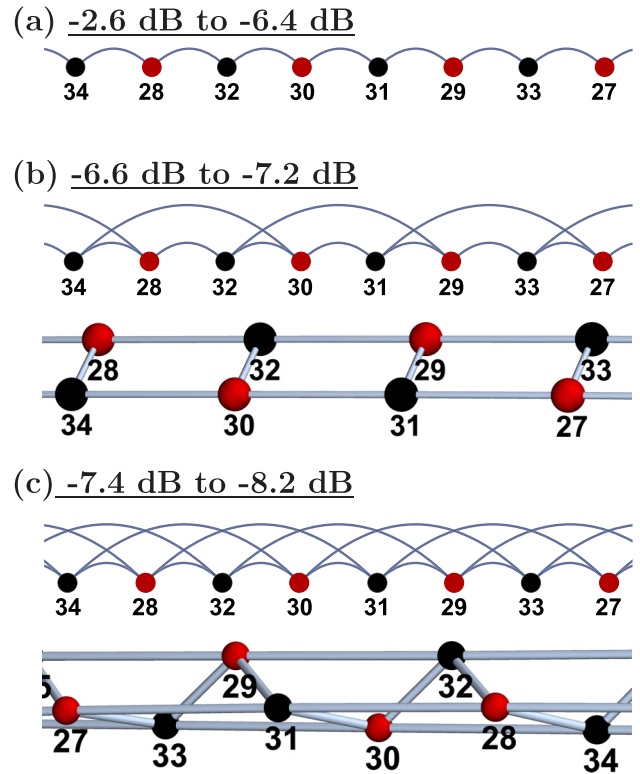 (a) -2.6 dB to -6.4 dB
34 28 32 30 31 29 33 27
(b) -6.6 dB to -7.2 dB
34 28 32 30 31 29 33 27
28 32 29 33
34 30 31 27
(c) -7.4 dB to -8.2 dB
34 28 32 30 31 29 33 27
5 29 32
27 33 31 30 28 34